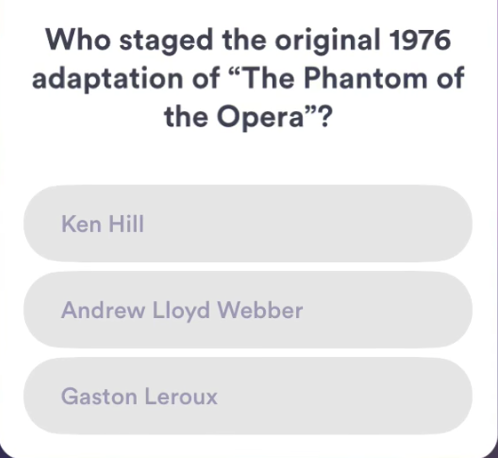 Who staged the original 1976
adaptation of “The Phantom of
the Opera”?
Ken Hill
Andrew Lloyd Webber
Gaston Leroux